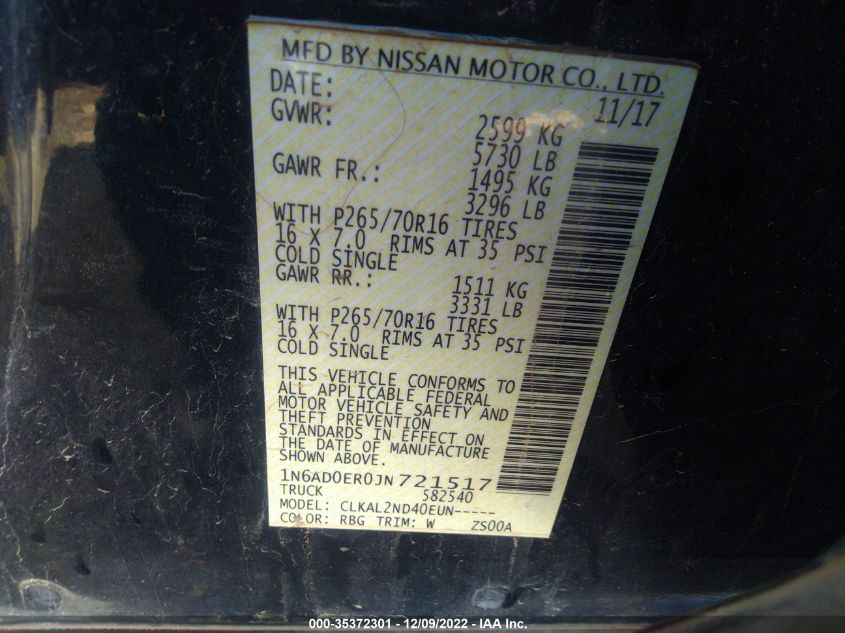 MFD BY NISSAN MOTOR CO., LTD.
DATE: 11/17
GVWR: 2599 KG
5730 LB
GAWR FR.: 1495 KG
3296 LB
WITH P265/70R16 TIRES
16 X 7.0 RIMS AT 35 PSI
COLD SINGLE
GAWR RR.: 1511 KG
3331 LB
WITH P265/70R16 TIRES
16 X 7.0 RIMS AT 35 PSI
COLD SINGLE
THIS VEHICLE CONFORMS TO
ALL APPLICABLE FEDERAL
MOTOR VEHICLE SAFETY AND
THEFT PREVENTION
STANDARDS IN EFFECT ON
THE DATE OF MANUFACTURE
SHOWN ABOVE.
1N6AD0ER0JN721517
TRUCK 582540
MODEL: CLKAL2ND40EUN-----
COLOR: RBG TRIM: W ZS00A
000-35372301 - 12/09/2022 - IAA Inc.